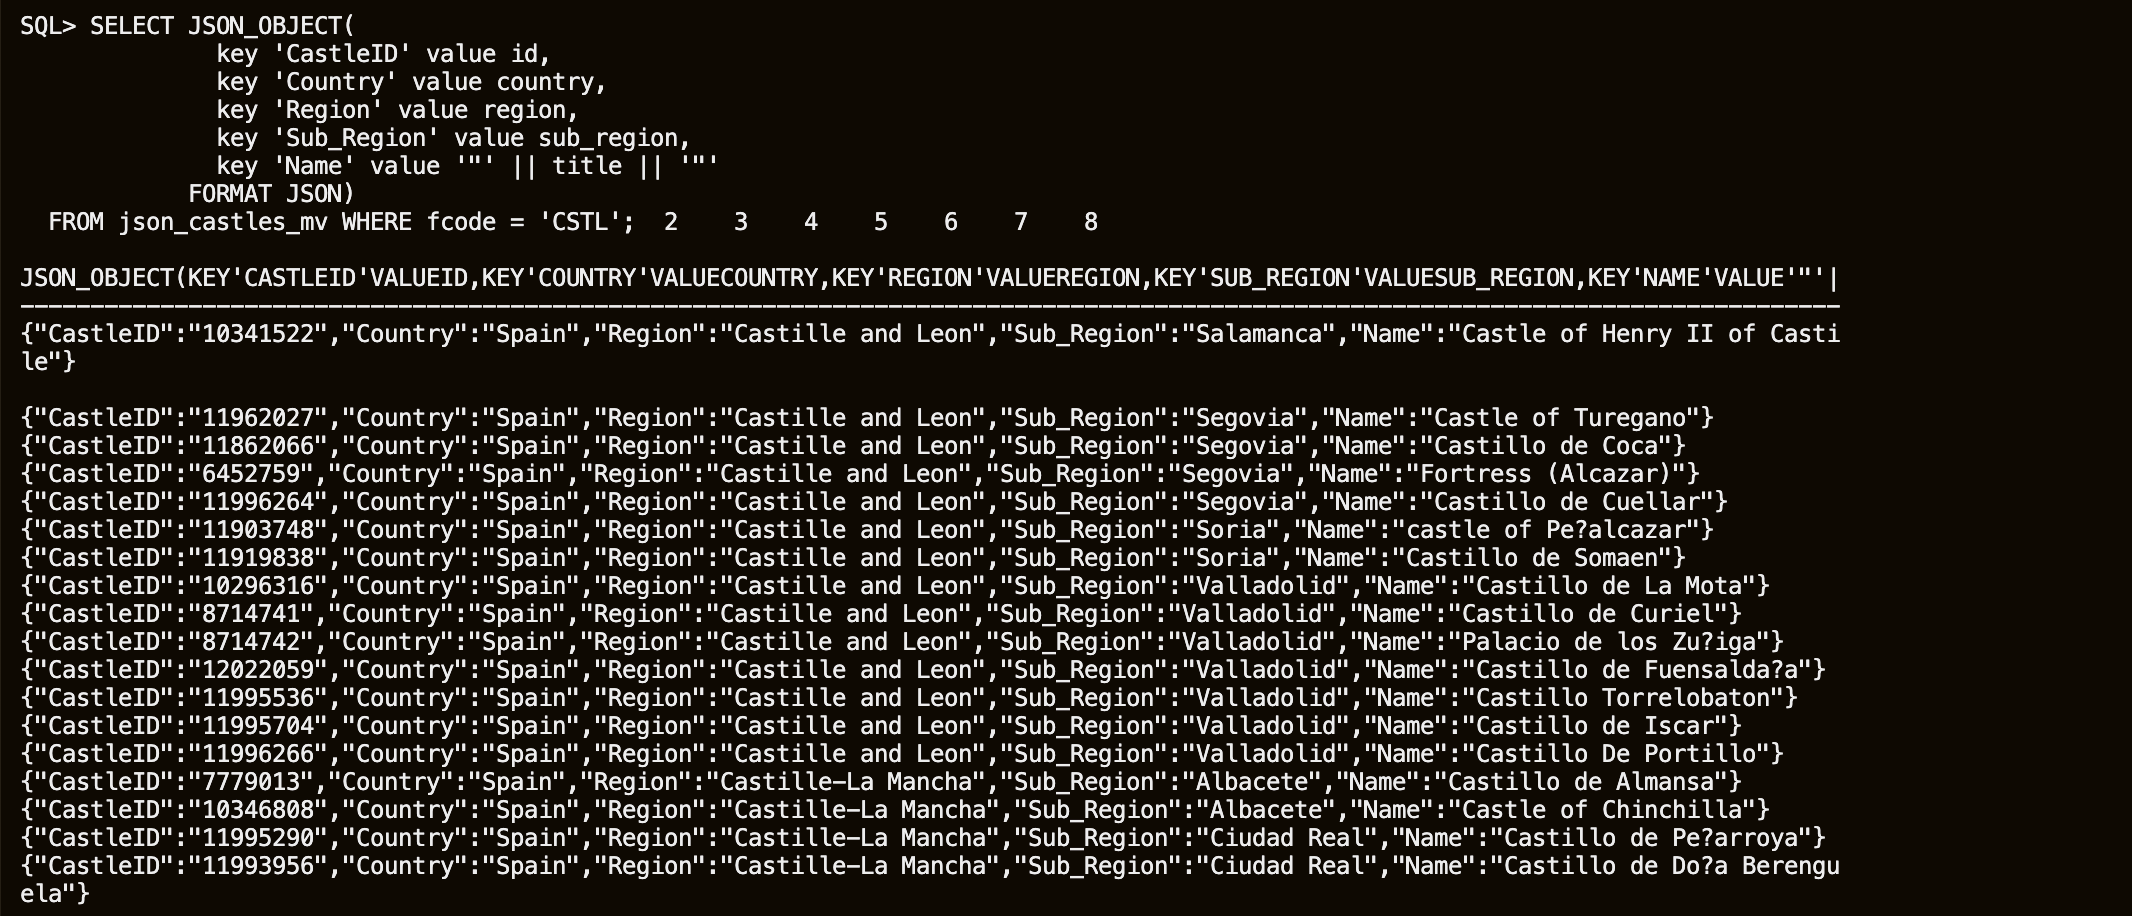 SQL> SELECT JSON_OBJECT(
              key 'CastleID' value id,
              key 'Country' value country,
              key 'Region' value region,
              key 'Sub_Region' value sub_region,
              key 'Name' value '"' || title || '"'
            FORMAT JSON)
  FROM json_castles_mv WHERE fcode = 'CSTL';  2    3    4    5    6    7    8
JSON_OBJECT(KEY'CASTLEID'VALUEID,KEY'COUNTRY'VALUECOUNTRY,KEY'REGION'VALUEREGION,KEY'SUB_REGION'VALUESUB_REGION,KEY'NAME'VALUE'"'|
----------------------------------------------------------------------------------------------------------------------------------
{"CastleID":"10341522","Country":"Spain","Region":"Castille and Leon","Sub_Region":"Salamanca","Name":"Castle of Henry II of Casti
le"}
{"CastleID":"11962027","Country":"Spain","Region":"Castille and Leon","Sub_Region":"Segovia","Name":"Castle of Turegano"}
{"CastleID":"11862066","Country":"Spain","Region":"Castille and Leon","Sub_Region":"Segovia","Name":"Castillo de Coca"}
{"CastleID":"6452759","Country":"Spain","Region":"Castille and Leon","Sub_Region":"Segovia","Name":"Fortress (Alcazar)"}
{"CastleID":"11996264","Country":"Spain","Region":"Castille and Leon","Sub_Region":"Segovia","Name":"Castillo de Cuellar"}
{"CastleID":"11903748","Country":"Spain","Region":"Castille and Leon","Sub_Region":"Soria","Name":"castle of Pe?alcazar"}
{"CastleID":"11919838","Country":"Spain","Region":"Castille and Leon","Sub_Region":"Soria","Name":"Castillo de Somaen"}
{"CastleID":"10296316","Country":"Spain","Region":"Castille and Leon","Sub_Region":"Valladolid","Name":"Castillo de La Mota"}
{"CastleID":"8714741","Country":"Spain","Region":"Castille and Leon","Sub_Region":"Valladolid","Name":"Castillo de Curiel"}
{"CastleID":"8714742","Country":"Spain","Region":"Castille and Leon","Sub_Region":"Valladolid","Name":"Palacio de los Zu?iga"}
{"CastleID":"12022059","Country":"Spain","Region":"Castille and Leon","Sub_Region":"Valladolid","Name":"Castillo de Fuensalda?a"}
{"CastleID":"11995536","Country":"Spain","Region":"Castille and Leon","Sub_Region":"Valladolid","Name":"Castillo Torrelobaton"}
{"CastleID":"11995704","Country":"Spain","Region":"Castille and Leon","Sub_Region":"Valladolid","Name":"Castillo de Iscar"}
{"CastleID":"11996266","Country":"Spain","Region":"Castille and Leon","Sub_Region":"Valladolid","Name":"Castillo De Portillo"}
{"CastleID":"7779013","Country":"Spain","Region":"Castille-La Mancha","Sub_Region":"Albacete","Name":"Castillo de Almansa"}
{"CastleID":"10346808","Country":"Spain","Region":"Castille-La Mancha","Sub_Region":"Albacete","Name":"Castle of Chinchilla"}
{"CastleID":"11995290","Country":"Spain","Region":"Castille-La Mancha","Sub_Region":"Ciudad Real","Name":"Castillo de Pe?arroya"}
{"CastleID":"11993956","Country":"Spain","Region":"Castille-La Mancha","Sub_Region":"Ciudad Real","Name":"Castillo de Do?a Berengu
ela"}